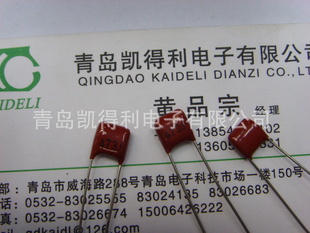 KC
AIDELI
青岛凯得利电子有限公
QINGDAO KAIDELI DIANZI CO.,LT
黄品宗 经理
青岛凯得利电子有限公司
青岛市威海路288号青岛电子科技市场一楼150号
0532-83025555 83024135 83026683
0532-83026674 15006426222